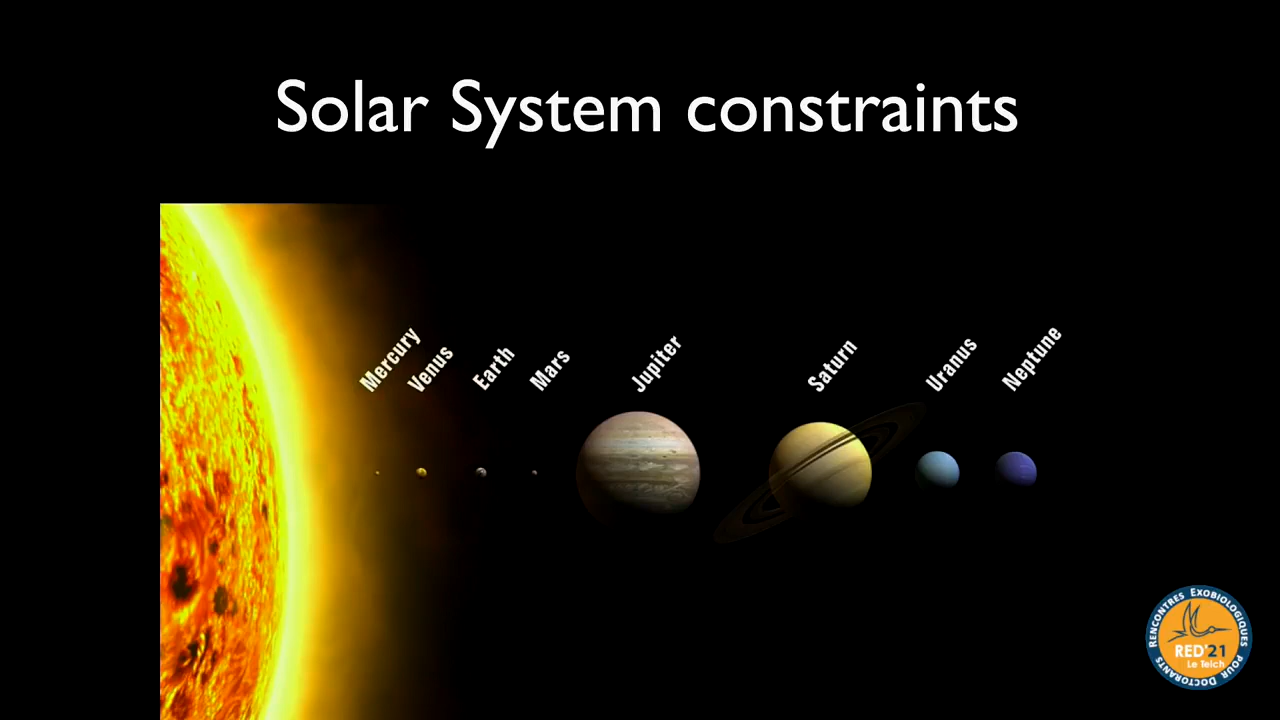 Solar System constraints
Mercury
Venus
Earth
Mars
Jupiter
Saturn
Uranus
Neptune
RENCONTRES EXOBIOLOGIQUES POUR DOCTORANTS
RED'21
Le Teich